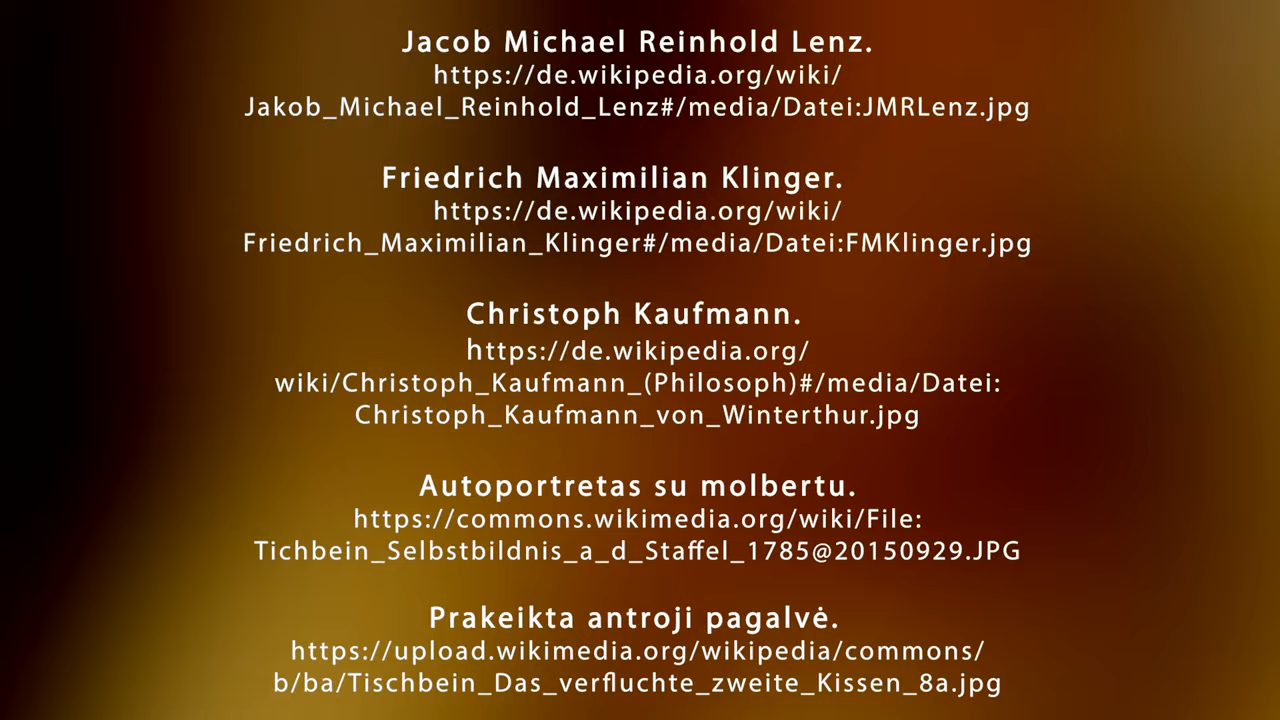 Jacob Michael Reinhold Lenz.
https://de.wikipedia.org/wiki/
Jakob_Michael_Reinhold_Lenz#/media/Datei:JMRLenz.jpg
Friedrich Maximilian Klinger.
https://de.wikipedia.org/wiki/
Friedrich_Maximilian_Klinger#/media/Datei:FMKlinger.jpg
Christoph Kaufmann.
https://de.wikipedia.org/
wiki/Christoph_Kaufmann_(Philosoph)#/media/Datei:
Christoph_Kaufmann_von_Winterthur.jpg
Autoportretas su molbertu.
https://commons.wikimedia.org/wiki/File:
Tichbein_Selbstbildnis_a_d_Staffel_1785@20150929.JPG
Prakeikta antroji pagalvė.
https://upload.wikimedia.org/wikipedia/commons/
b/ba/Tischbein_Das_verfluchte_zweite_Kissen_8a.jpg